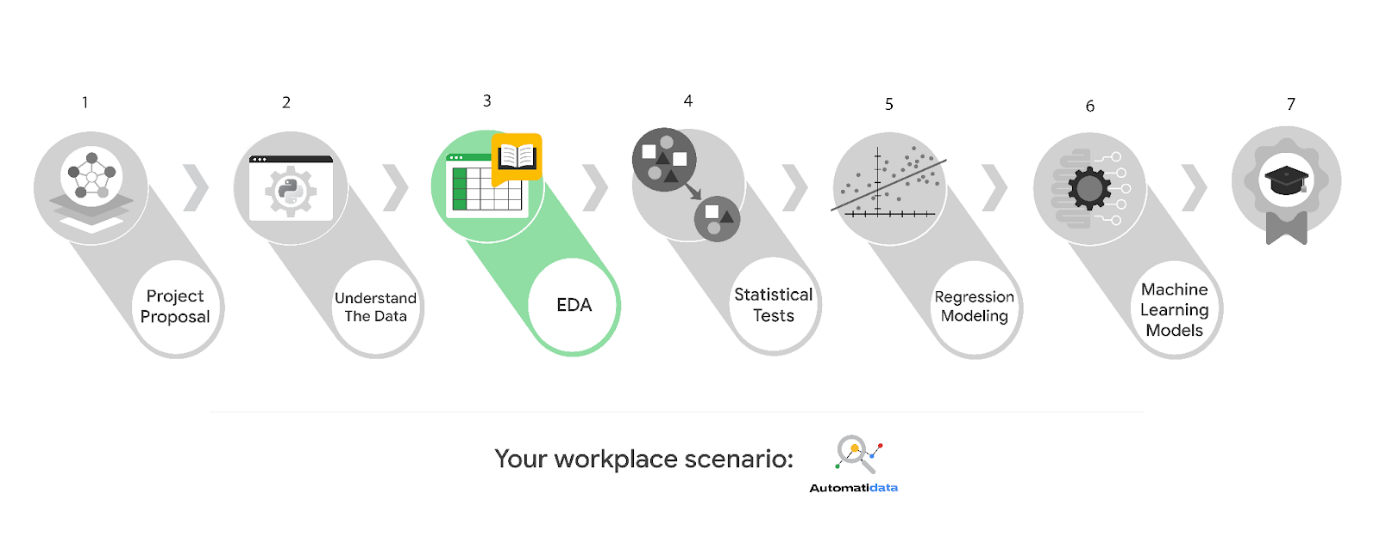 1
2
3
4
5
6
7
Project
Proposal
Understand
The Data
EDA
Statistical
Tests
Regression
Modeling
Machine
Learning
Models
Your workplace scenario:
Automatidata